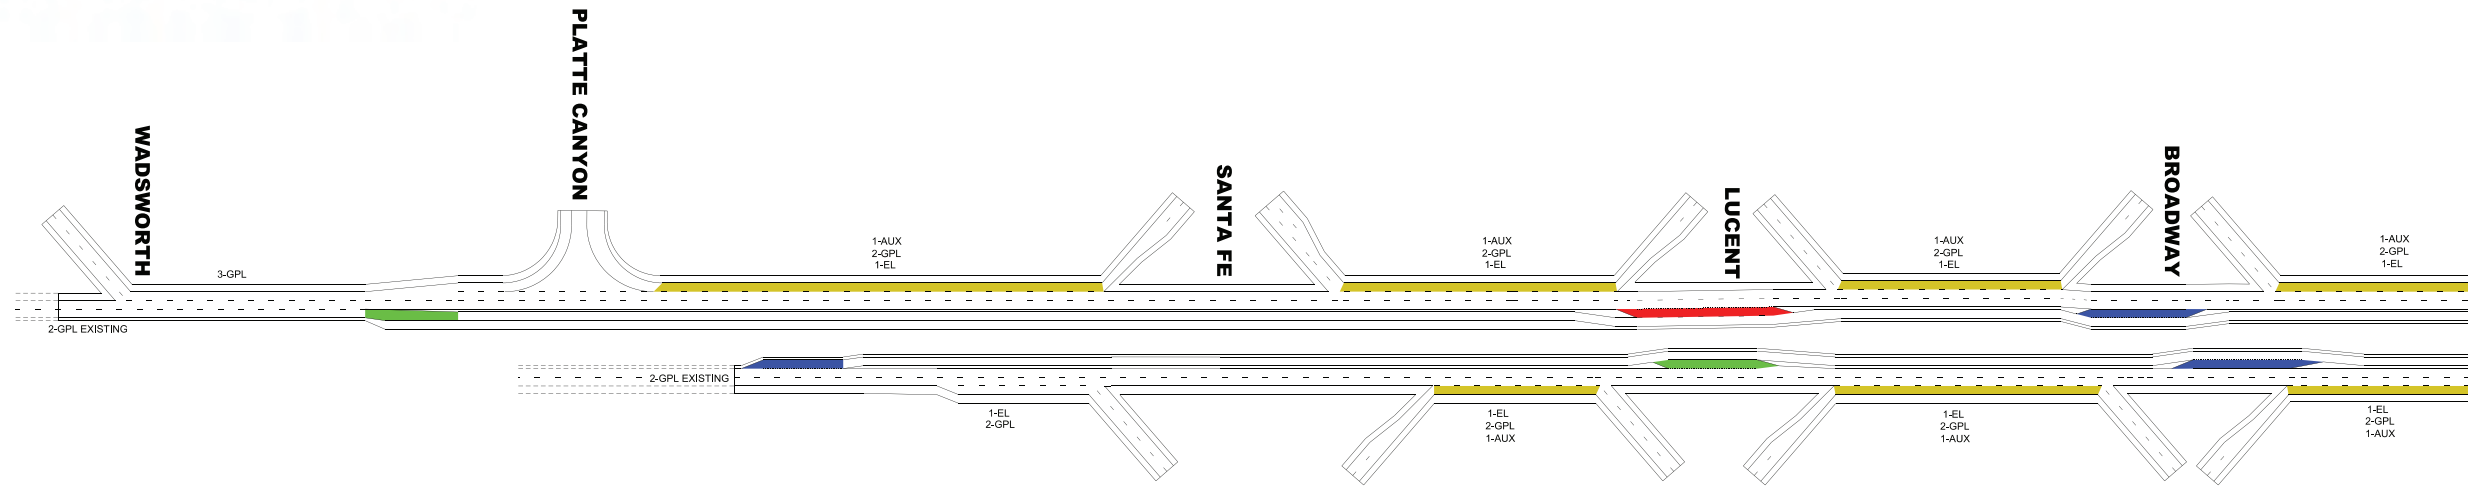 WADSWORTH
PLATTE CANYON
SANTA FE
LUCENT
BROADWAY
3-GPL
1-AUX
2-GPL
1-EL
1-AUX
2-GPL
1-EL
1-AUX
2-GPL
1-EL
1-AUX
2-GPL
1-EL
2-GPL EXISTING
2-GPL EXISTING
1-EL
2-GPL
1-EL
2-GPL
1-AUX
1-EL
2-GPL
1-AUX
1-EL
2-GPL
1-AUX